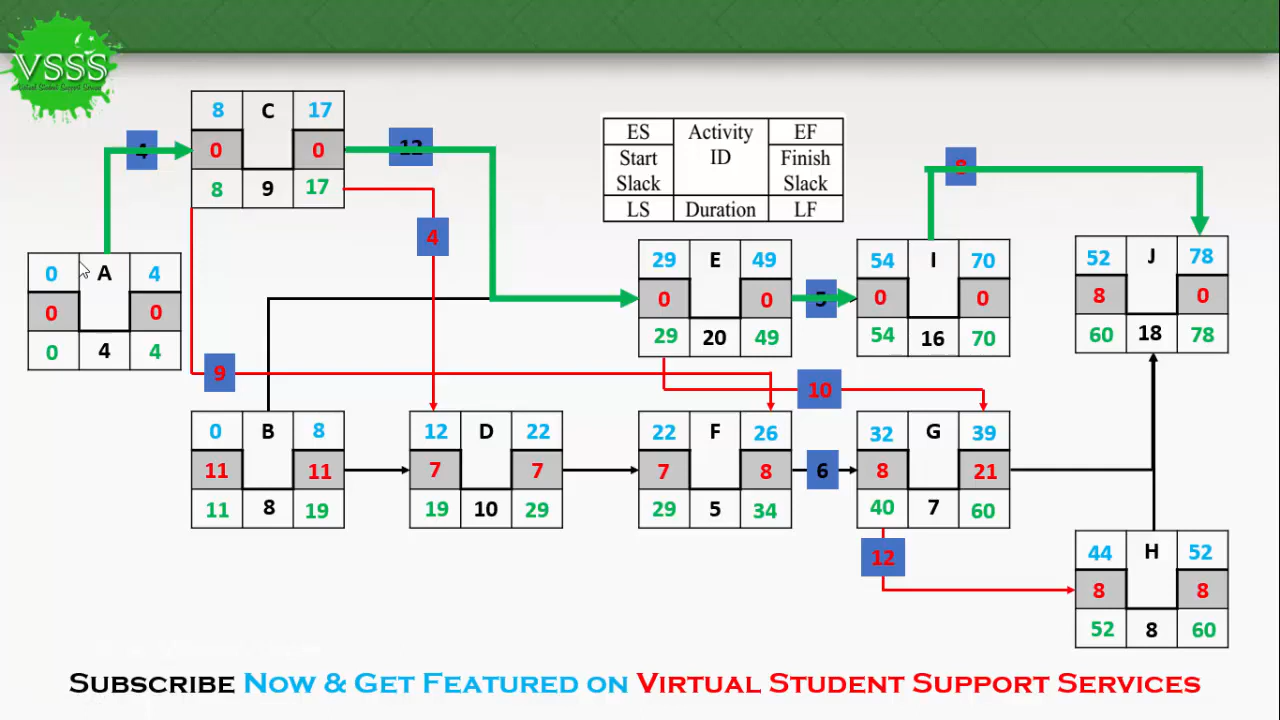 VSSS
8 C 17
0 0
8 9 17
4
12
4
ES Activity ID EF
Start Slack Finish Slack
LS Duration LF
0 A 4
0 0
0 4 4
29 E 49
0 0
29 20 49
5
54 I 70
0 0
54 16 70
52 J 78
8 0
60 18 78
9
10
0 B 8
11 11
11 8 19
12 D 22
7 7
19 10 29
22 F 26
7 8
29 5 34
6
32 G 39
8 21
40 7 60
12
44 H 52
8 8
52 8 60
Subscribe Now & Get Featured on Virtual Student Support Services